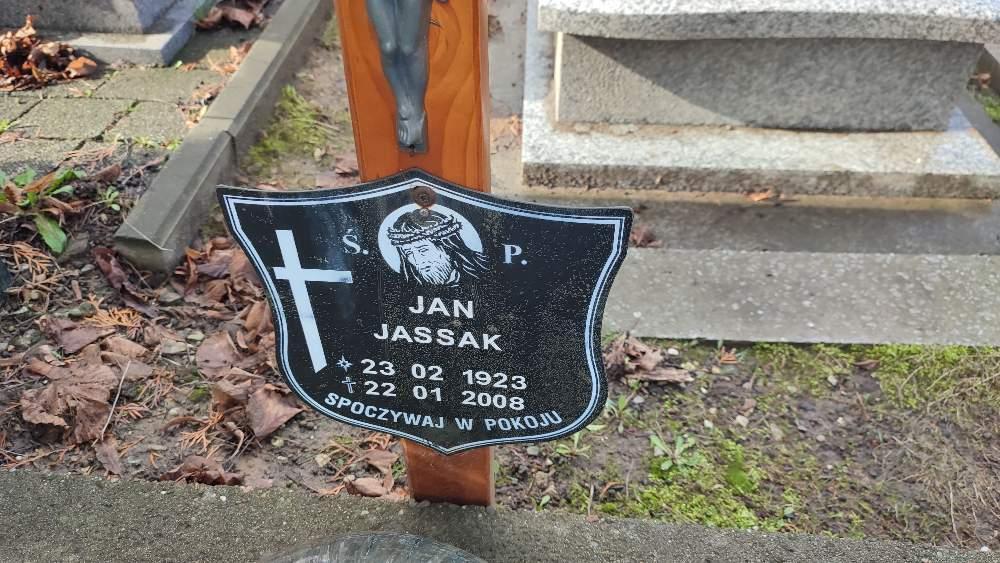 Ś. P.
JAN
JASSAK
23 02 1923
22 01 2008
SPOCZYWAJ W POKOJU